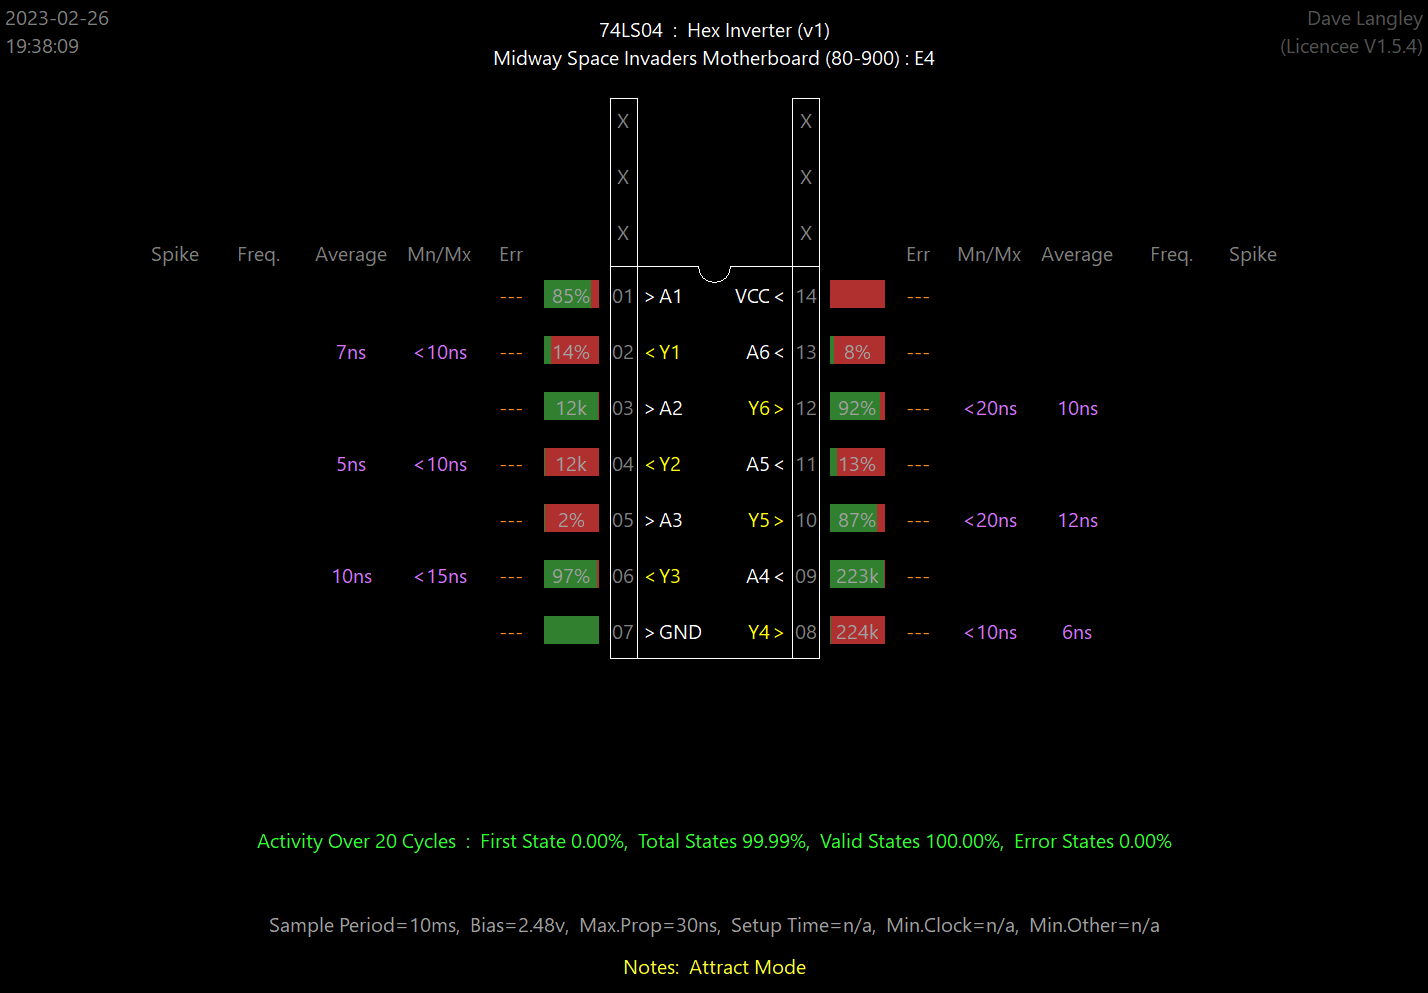 2023-02-26
19:38:09
74LS04 : Hex Inverter (v1)
Midway Space Invaders Motherboard (80-900) : E4
Dave Langley
(Licencee V1.5.4)
X X
X X
X X
Spike Freq. Average Mn/Mx Err Err Mn/Mx Average Freq. Spike
--- 85% 01 > A1 VCC < 14 ---
7ns <10ns --- 14% 02 < Y1 A6 < 13 8% ---
--- 12k 03 > A2 Y6 > 12 92% --- <20ns 10ns
5ns <10ns --- 12k 04 < Y2 A5 < 11 13% ---
--- 2% 05 > A3 Y5 > 10 87% --- <20ns 12ns
10ns <15ns --- 97% 06 < Y3 A4 < 09 223k ---
--- 07 > GND Y4 > 08 224k --- <10ns 6ns
Activity Over 20 Cycles : First State 0.00%, Total States 99.99%, Valid States 100.00%, Error States 0.00%
Sample Period=10ms, Bias=2.48v, Max.Prop=30ns, Setup Time=n/a, Min.Clock=n/a, Min.Other=n/a
Notes: Attract Mode